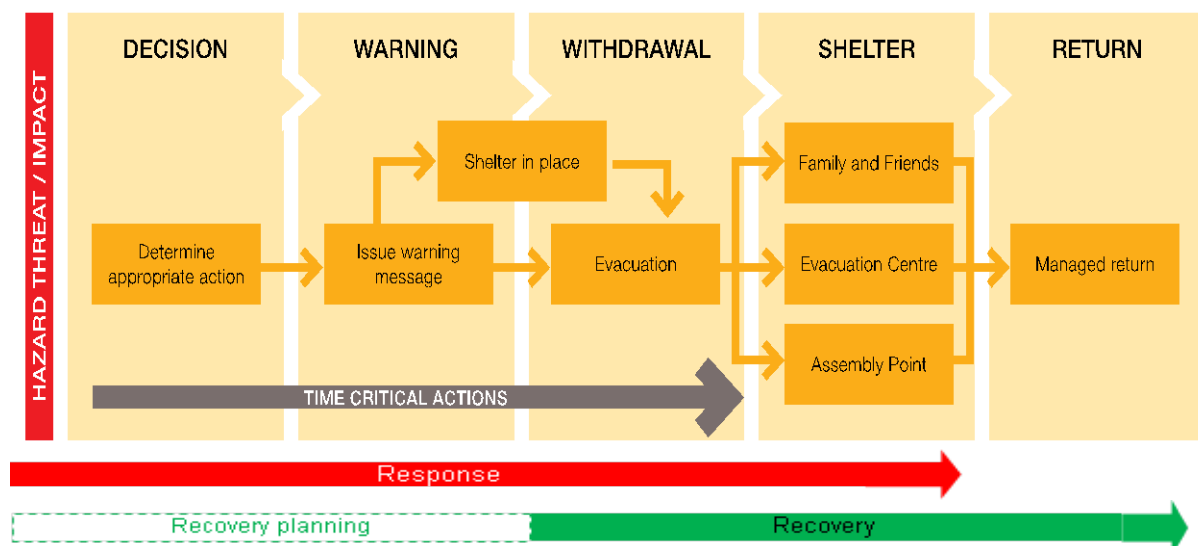 HAZARD THREAT / IMPACT
DECISION
WARNING
WITHDRAWAL
SHELTER
RETURN
Shelter in place
Family and Friends
Determine
appropriate action
Issue warning
message
Evacuation
Evacuation Centre
Managed return
Assembly Point
TIME CRITICAL ACTIONS
Response
Recovery planning
Recovery